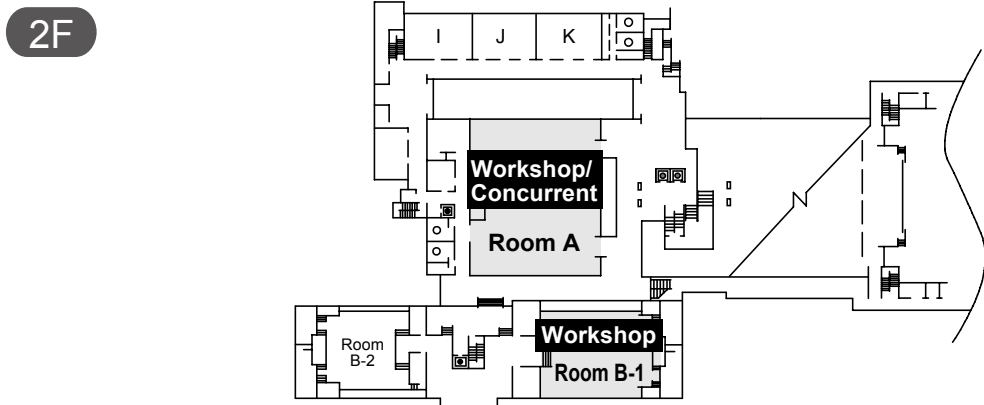 2F
I
J
K
Workshop/
Concurrent
Room A
Room
B-2
Workshop
Room B-1